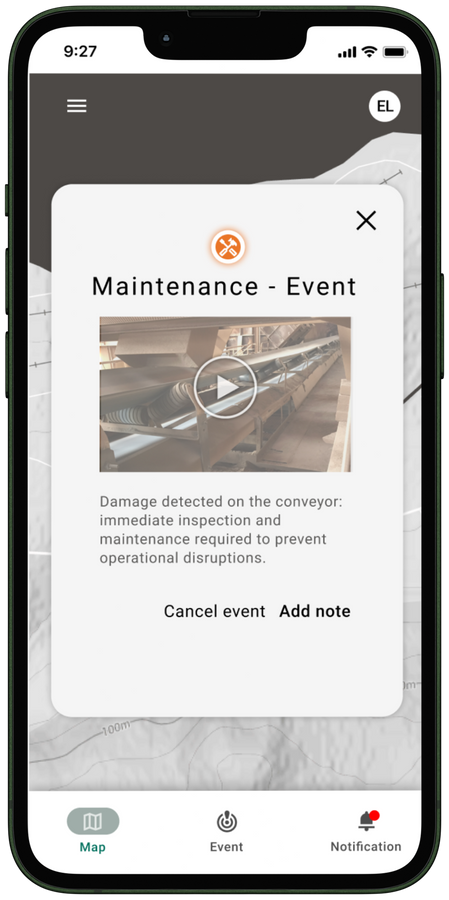 9:27
EL
Maintenance - Event
Damage detected on the conveyor:
immediate inspection and
maintenance required to prevent
operational disruptions.
Cancel event Add note
100m
Map Event Notification